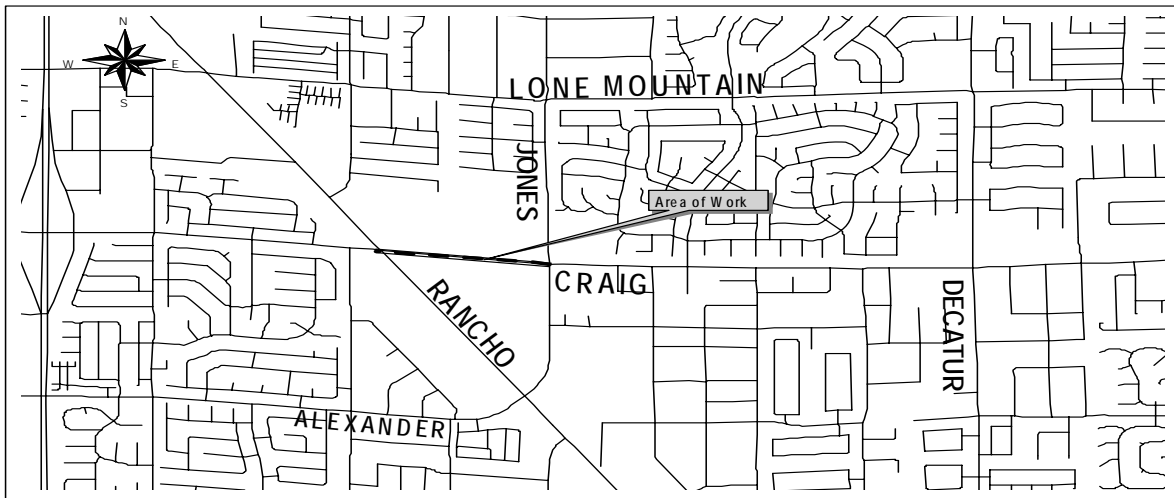 N
W E
S
LONE MOUNTAIN
JONES
Area of Work
CRAIG
RANCHO
DECATUR
ALEXANDER